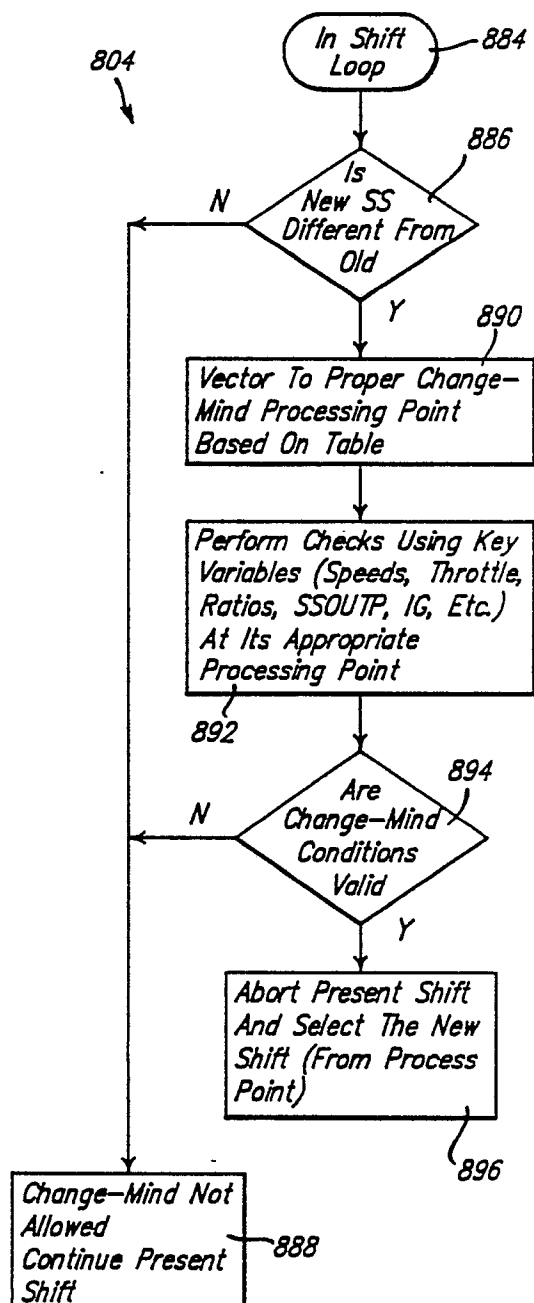 804
In Shift
Loop
884
886
Is
New SS
Different From
Old
N
Y
890
Vector To Proper Change-
Mind Processing Point
Based On Table
Perform Checks Using Key
Variables (Speeds, Throttle,
Ratios, SSOUTP, IG, Etc.)
At Its Appropriate
Processing Point
892
894
Are
Change-Mind
Conditions
Valid
N
Y
Abort Present Shift
And Select The New
Shift (From Process
Point)
896
Change-Mind Not
Allowed
Continue Present
Shift
888